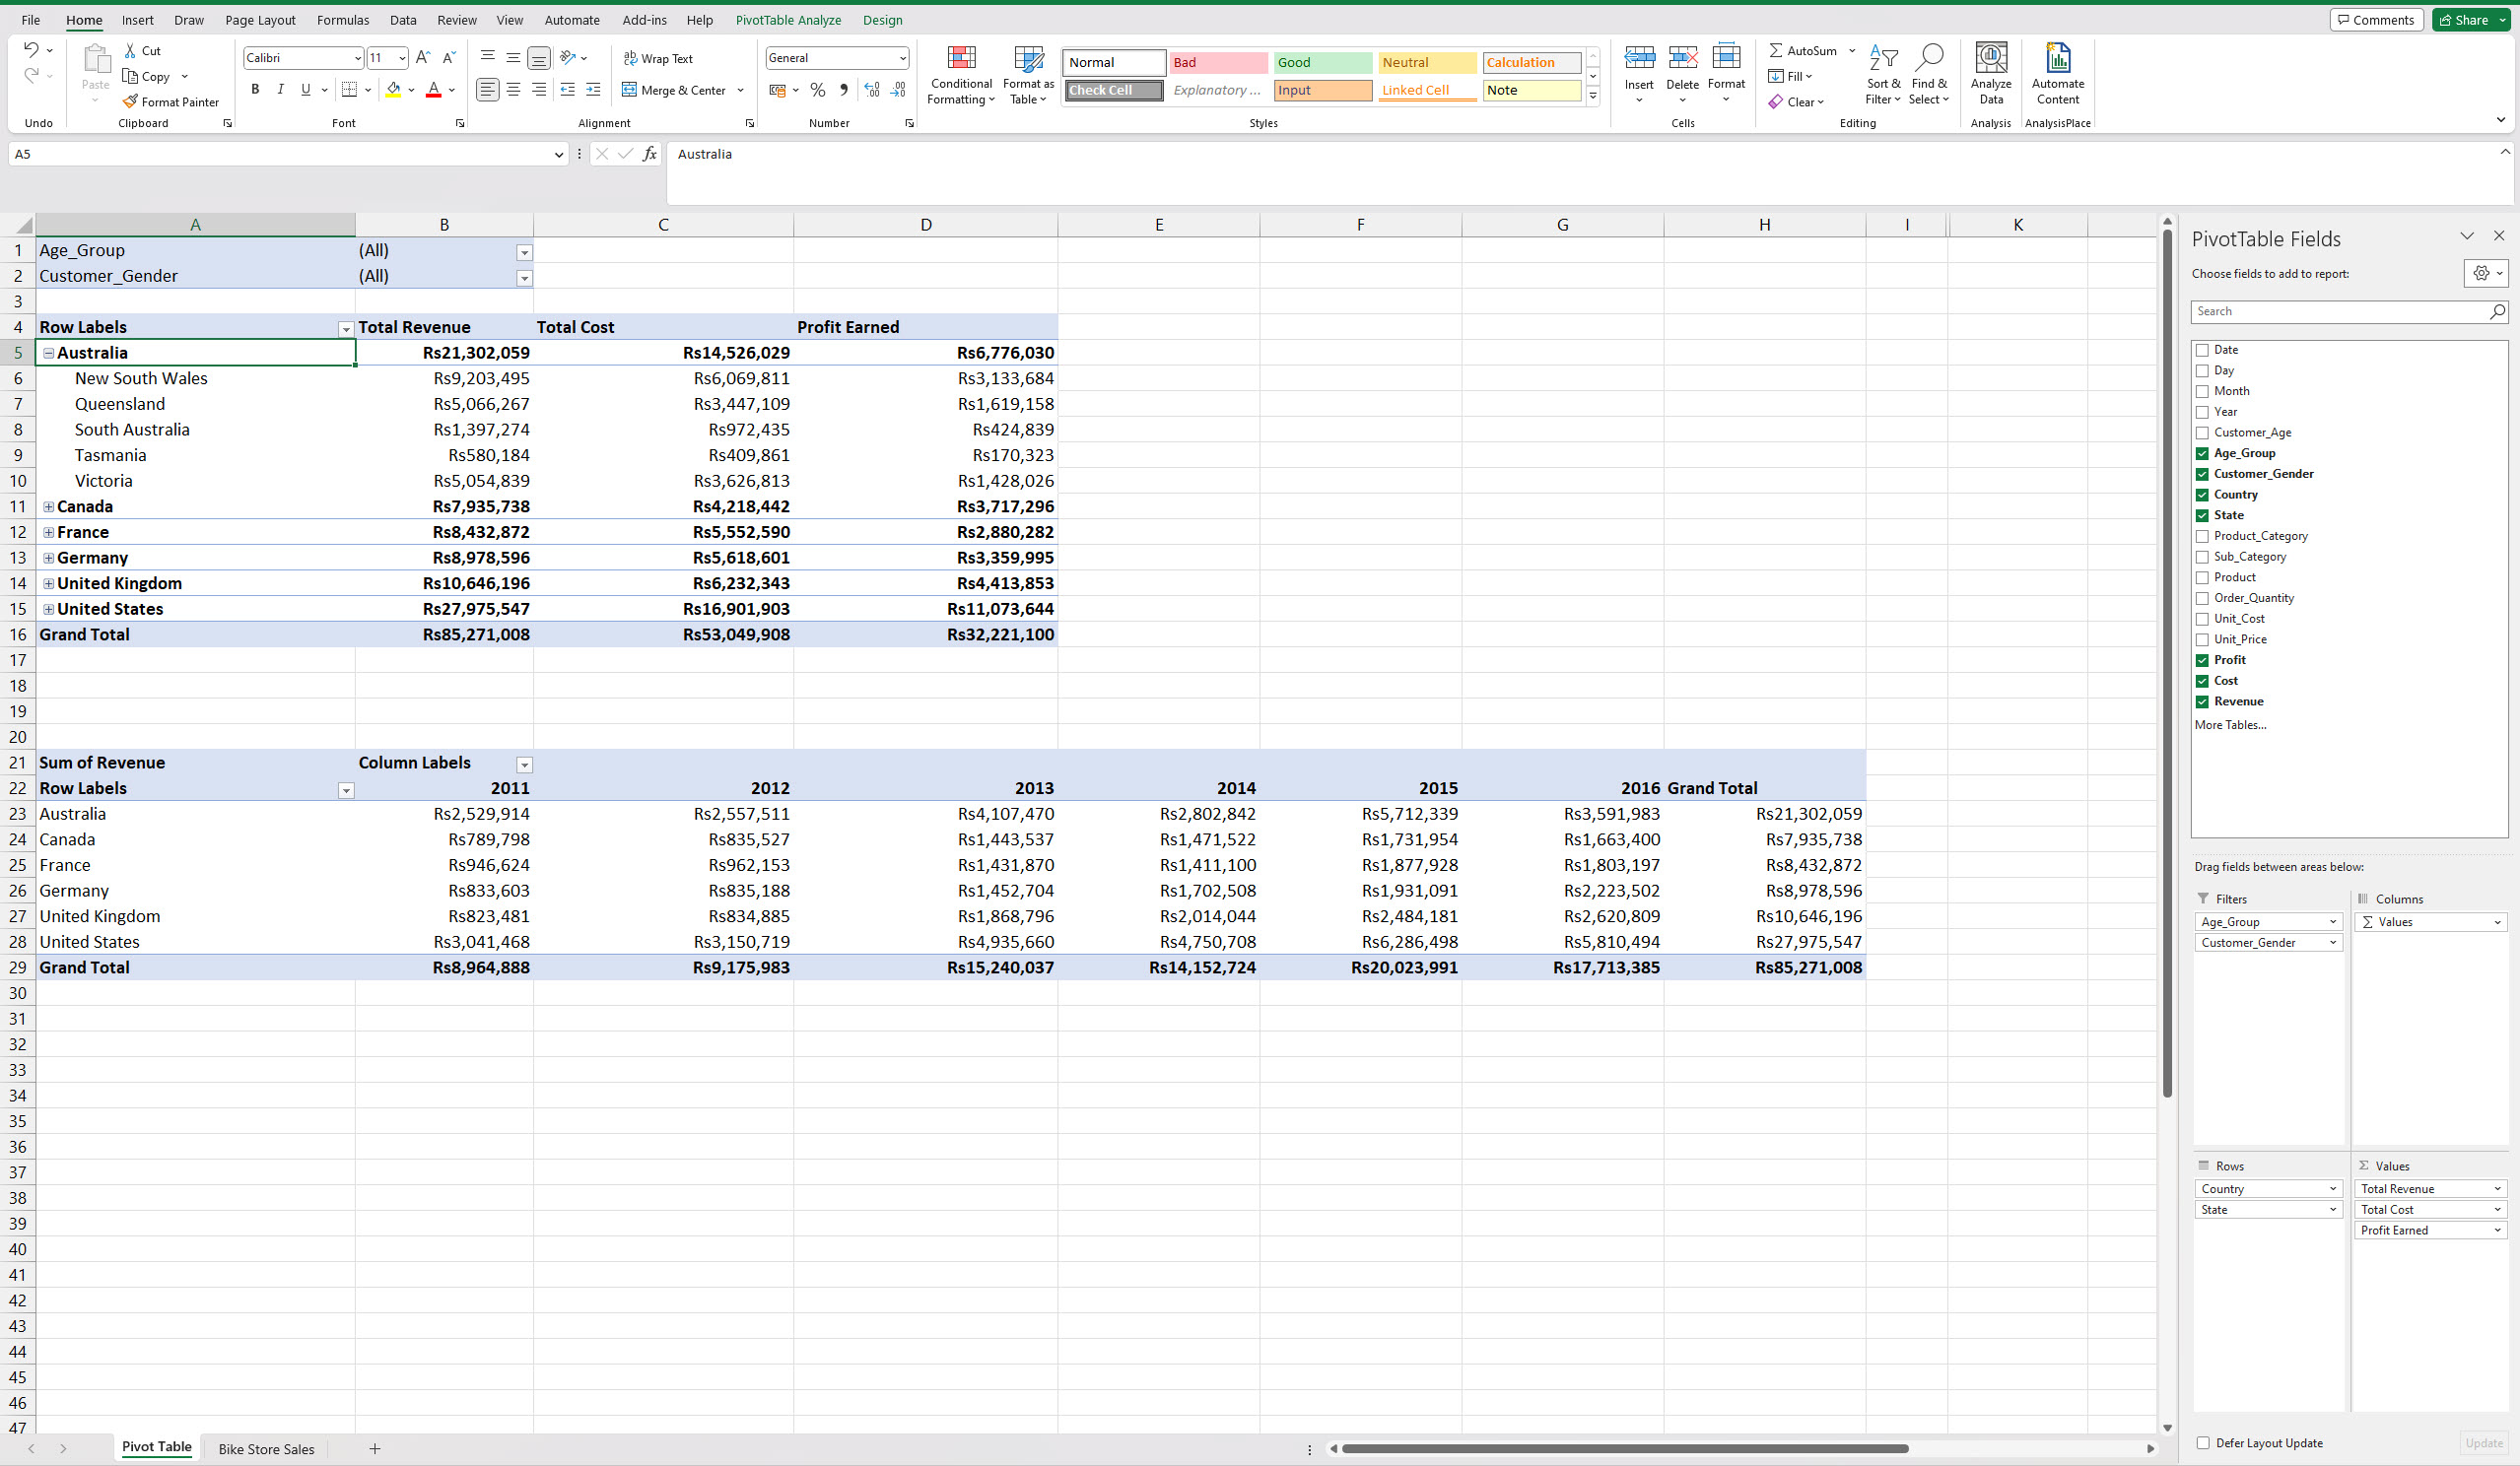 File Home Insert Draw Page Layout Formulas Data Review View Automate Add-ins Help PivotTable Analyze Design Comments Share
Cut
Copy
Format Painter
Paste
Undo Clipboard
Calibri 11
B I U
Font
Wrap Text
Merge & Center
Alignment
General
Number
Conditional Formatting
Format as Table
Normal Bad Good Neutral Calculation
Check Cell Explanatory ... Input Linked Cell Note
Styles
Insert Delete Format
Cells
AutoSum
Fill
Clear
Sort & Filter
Find & Select
Editing
Analyze Data
Analysis
Automate Content
AnalysisPlace
A5 fx Australia
A B C D E F G H I K
1 Age_Group (All)
2 Customer_Gender (All)
3
4 Row Labels Total Revenue Total Cost Profit Earned
5 Australia Rs21,302,059 Rs14,526,029 Rs6,776,030
6 New South Wales Rs9,203,495 Rs6,069,811 Rs3,133,684
7 Queensland Rs5,066,267 Rs3,447,109 Rs1,619,158
8 South Australia Rs1,397,274 Rs972,435 Rs424,839
9 Tasmania Rs580,184 Rs409,861 Rs170,323
10 Victoria Rs5,054,839 Rs3,626,813 Rs1,428,026
11 Canada Rs7,935,738 Rs4,218,442 Rs3,717,296
12 France Rs8,432,872 Rs5,552,590 Rs2,880,282
13 Germany Rs8,978,596 Rs5,618,601 Rs3,359,995
14 United Kingdom Rs10,646,196 Rs6,232,343 Rs4,413,853
15 United States Rs27,975,547 Rs16,901,903 Rs11,073,644
16 Grand Total Rs85,271,008 Rs53,049,908 Rs32,221,100
17
18
19
20
21 Sum of Revenue Column Labels
22 Row Labels 2011 2012 2013 2014 2015 2016 Grand Total
23 Australia Rs2,529,914 Rs2,557,511 Rs4,107,470 Rs2,802,842 Rs5,712,339 Rs3,591,983 Rs21,302,059
24 Canada Rs789,798 Rs835,527 Rs1,443,537 Rs1,471,522 Rs1,731,954 Rs1,663,400 Rs7,935,738
25 France Rs946,624 Rs962,153 Rs1,431,870 Rs1,411,100 Rs1,877,928 Rs1,803,197 Rs8,432,872
26 Germany Rs833,603 Rs835,188 Rs1,452,704 Rs1,702,508 Rs1,931,091 Rs2,223,502 Rs8,978,596
27 United Kingdom Rs823,481 Rs834,885 Rs1,868,796 Rs2,014,044 Rs2,484,181 Rs2,620,809 Rs10,646,196
28 United States Rs3,041,468 Rs3,150,719 Rs4,935,660 Rs4,750,708 Rs6,286,498 Rs5,810,494 Rs27,975,547
29 Grand Total Rs8,964,888 Rs9,175,983 Rs15,240,037 Rs14,152,724 Rs20,023,991 Rs17,713,385 Rs85,271,008
30
31
32
33
34
35
36
37
38
39
40
41
42
43
44
45
46
47
Pivot Table Bike Store Sales
PivotTable Fields
Choose fields to add to report:
Search
Date
Day
Month
Year
Customer_Age
Age_Group
Customer_Gender
Country
State
Product_Category
Sub_Category
Product
Order_Quantity
Unit_Cost
Unit_Price
Profit
Cost
Revenue
More Tables...
Drag fields between areas below:
Filters Columns
Age_Group Σ Values
Customer_Gender
Rows Σ Values
Country Total Revenue
State Total Cost
Profit Earned
Defer Layout Update Update